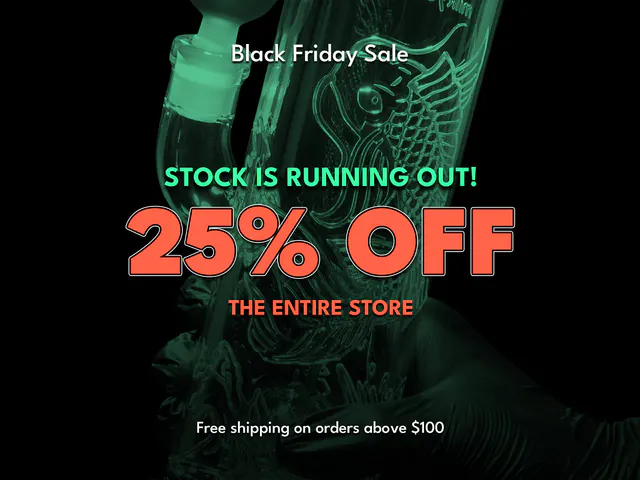 Black Friday Sale
STOCK IS RUNNING OUT!
25% OFF
THE ENTIRE STORE
Free shipping on orders above $100